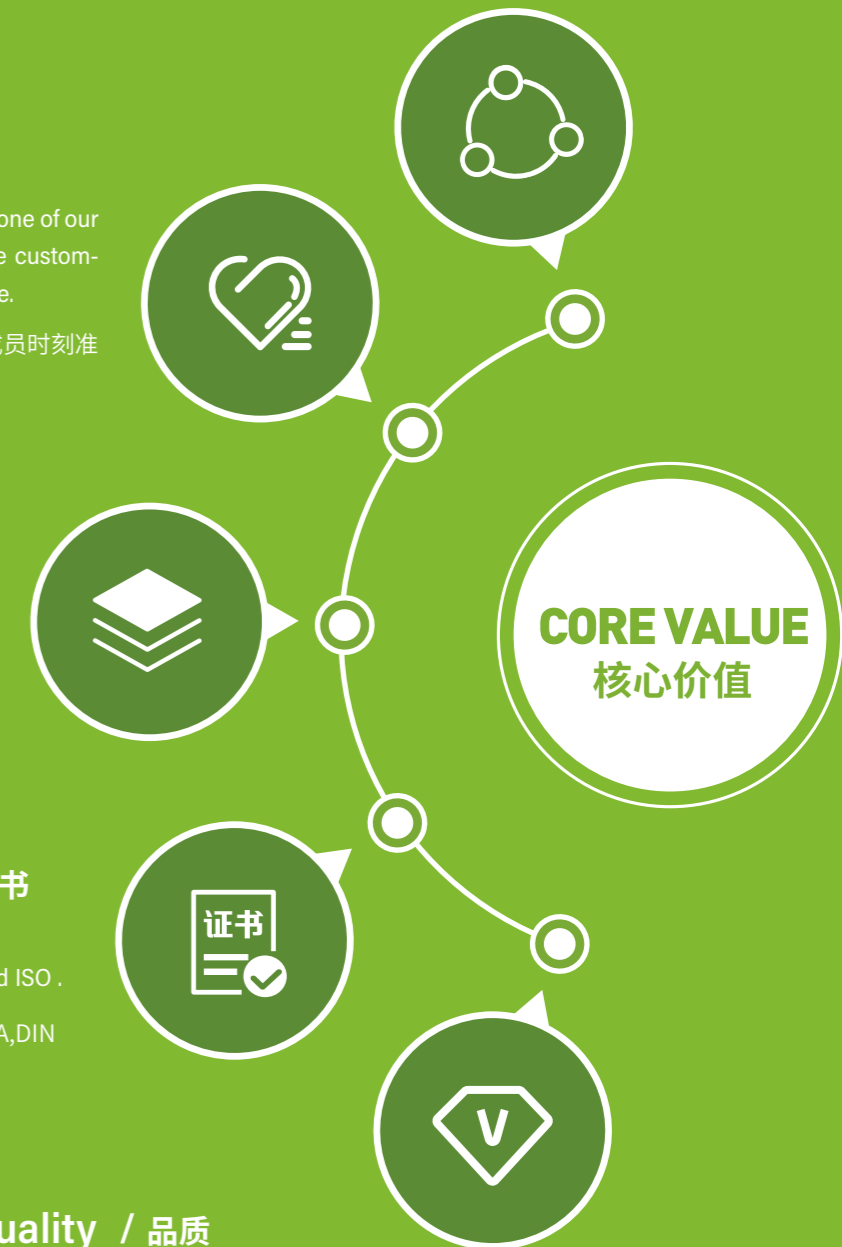 one of our
e custom-
e.
员时刻准
CORE VALUE
核心价值
书
证书
d ISO .
A,DIN
V
uality / 品质